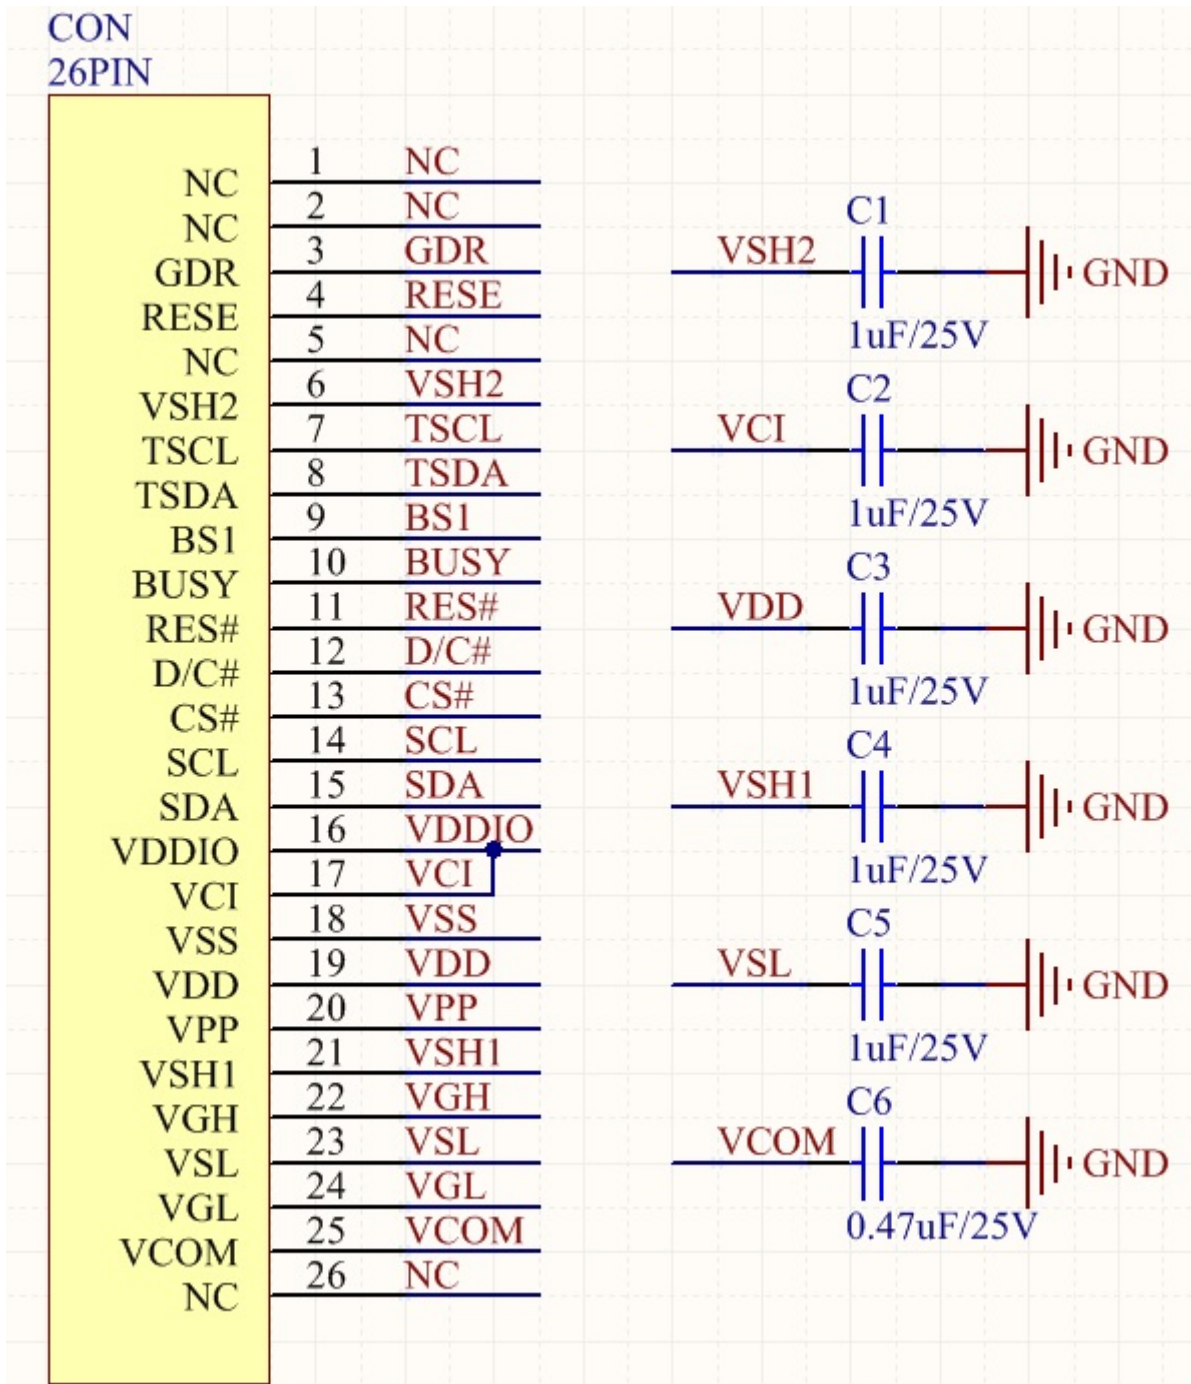 CON
26PIN
NC 1 NC
NC 2 NC
GDR 3 GDR
RESE 4 RESE
NC 5 NC
VSH2 6 VSH2
TSCL 7 TSCL
TSDA 8 TSDA
BS1 9 BS1
BUSY 10 BUSY
RES# 11 RES#
D/C# 12 D/C#
CS# 13 CS#
SCL 14 SCL
SDA 15 SDA
VDDIO 16 VDDIO
VCI 17 VCI
VSS 18 VSS
VDD 19 VDD
VPP 20 VPP
VSH1 21 VSH1
VGH 22 VGH
VSL 23 VSL
VGL 24 VGL
VCOM 25 VCOM
NC 26 NC
C1
VSH2 GND
1uF/25V
C2
VCI GND
1uF/25V
C3
VDD GND
1uF/25V
C4
VSH1 GND
1uF/25V
C5
VSL GND
1uF/25V
C6
VCOM GND
0.47uF/25V